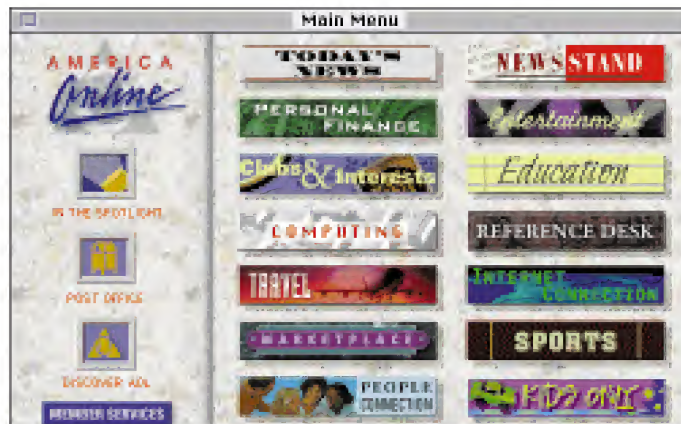 Main Menu
AMERICA
Online
IN THE SPOTLIGHT
POST OFFICE
DISCOVER AOL
MEMBER SERVICES
TODAY'S
NEWS
NEWSSTAND
PERSONAL
FINANCE
Entertainment
Clubs & Interests
Education
COMPUTING
REFERENCE DESK
TRAVEL
INTERNET
CONNECTION
MARKETPLACE
SPORTS
PEOPLE
CONNECTION
KIDS ONLY